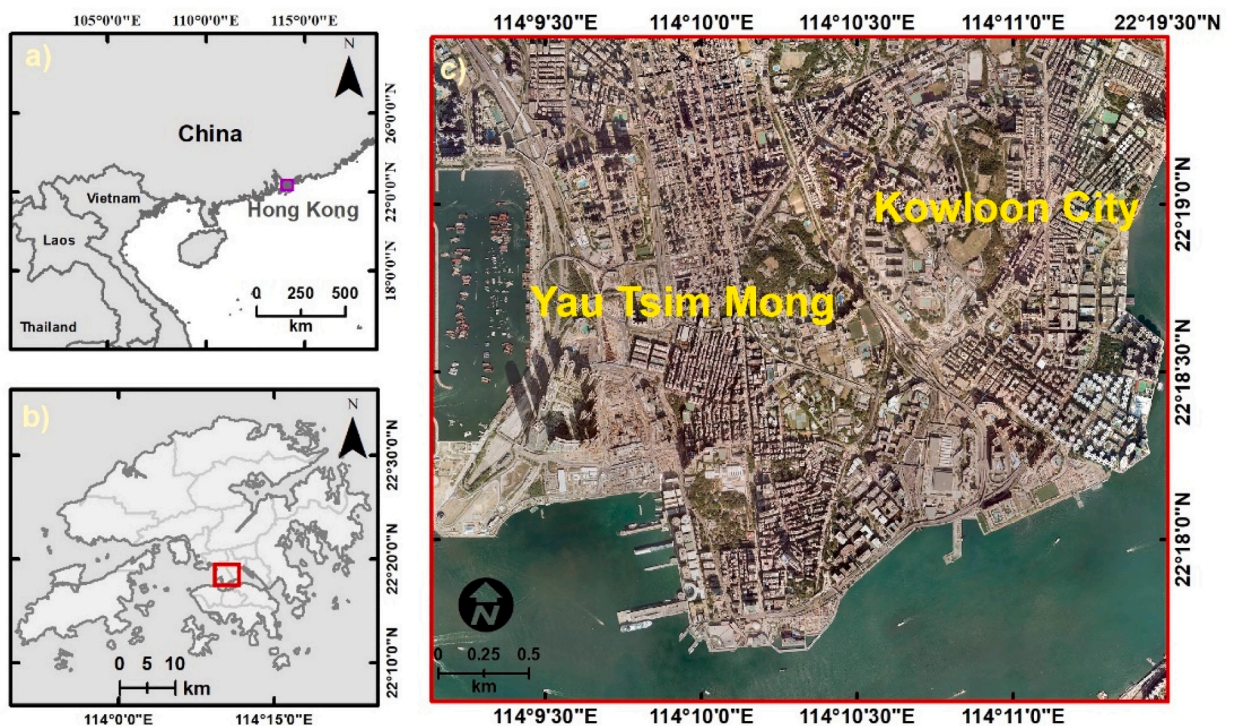 105°0'0"E 110°0'0"E 115°0'0"E
a)
N
China
Vietnam
Hong Kong
Laos
Thailand
0 250 500
km
26°0'0"N
22°0'0"N
18°0'0"N
b)
N
0 5 10
km
22°30'0"N
22°20'0"N
22°10'0"N
114°0'0"E 114°15'0"E
114°9'30"E 114°10'0"E 114°10'30"E 114°11'0"E 22°19'30"N
c)
Kowloon City
Yau Tsim Mong
N
0 0.25 0.5
km
22°19'0"N
22°18'30"N
22°18'0"N
114°9'30"E 114°10'0"E 114°10'30"E 114°11'0"E